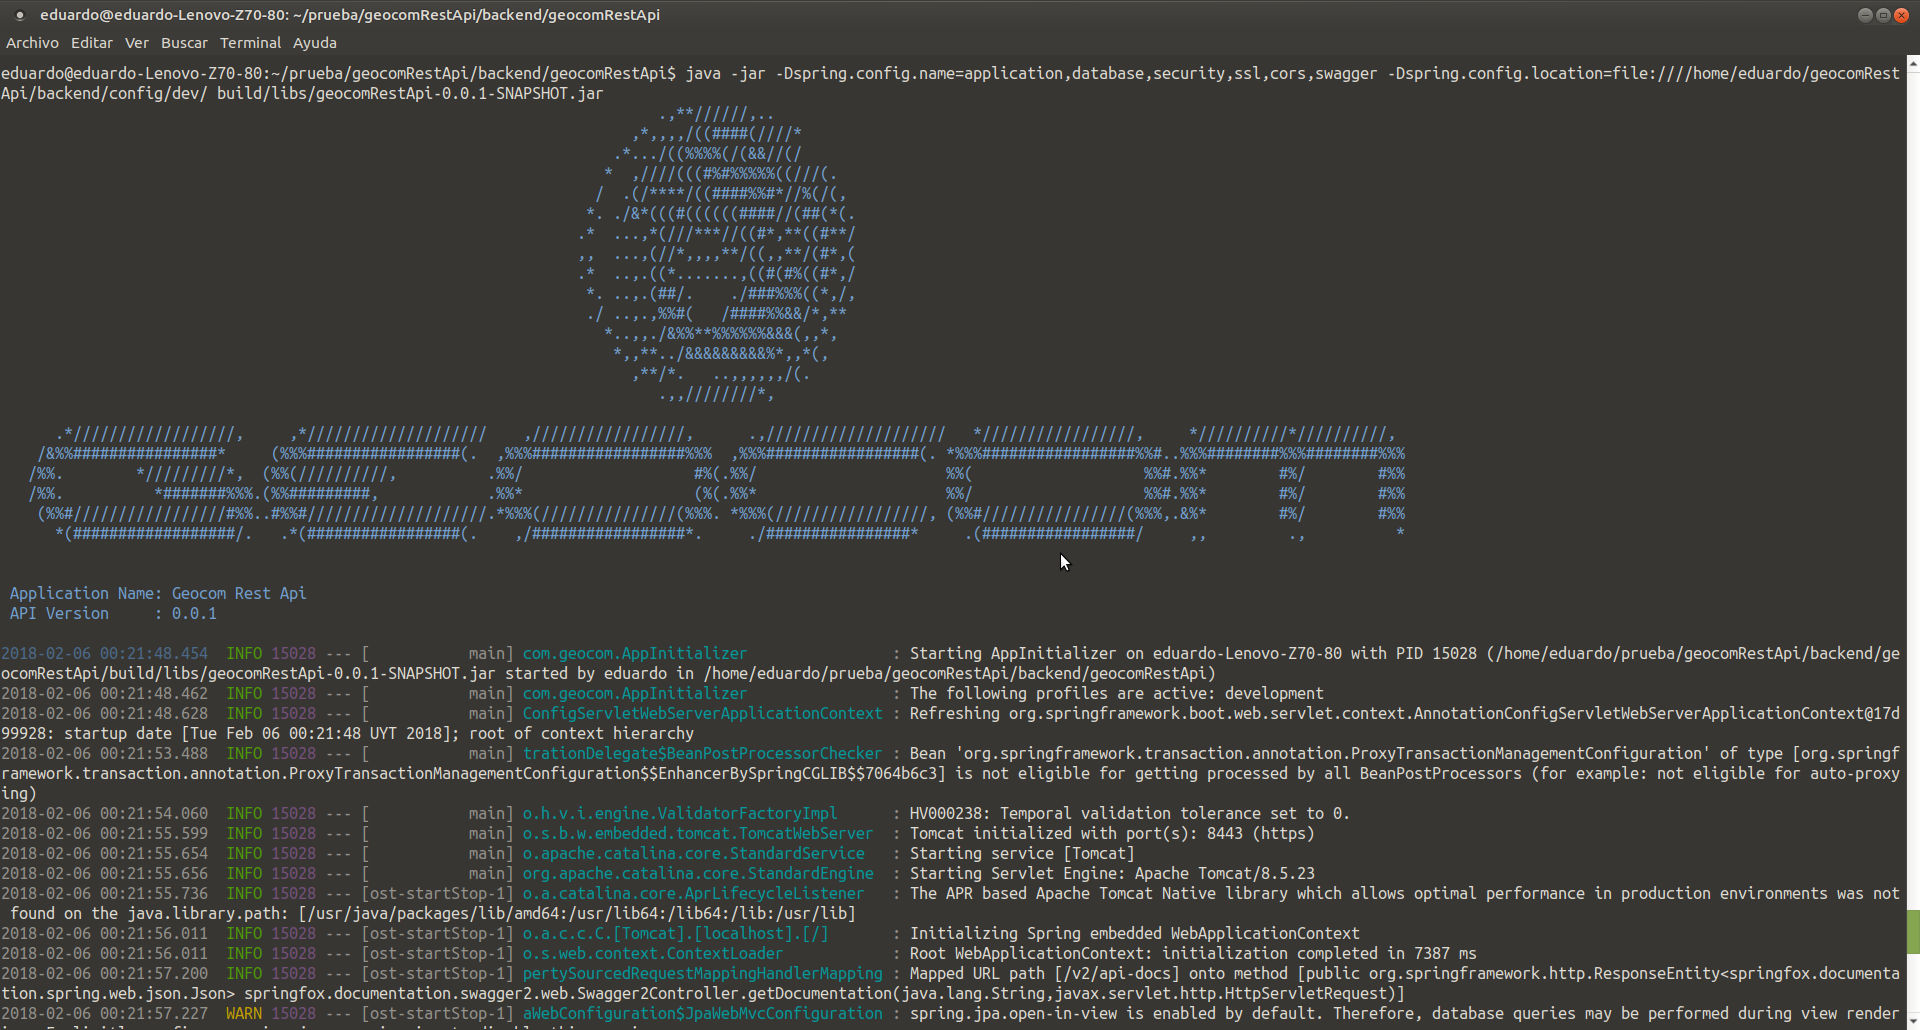 eduardo@eduardo-Lenovo-Z70-80: ~/prueba/geocomRestApi/backend/geocomRestApi
Archivo Editar Ver Buscar Terminal Ayuda
eduardo@eduardo-Lenovo-Z70-80:~/prueba/geocomRestApi/backend/geocomRestApi$ java -jar -Dspring.config.name=application,database,security,ssl,cors,swagger -Dspring.config.location=file:////home/eduardo/geocomRest
Api/backend/config/dev/ build/libs/geocomRestApi-0.0.1-SNAPSHOT.jar
GEOCOM
Application Name: Geocom Rest Api
API Version     : 0.0.1
2018-02-06 00:21:48.454  INFO 15028 --- [           main] com.geocom.AppInitializer                : Starting AppInitializer on eduardo-Lenovo-Z70-80 with PID 15028 (/home/eduardo/prueba/geocomRestApi/backend/ge
ocomRestApi/build/libs/geocomRestApi-0.0.1-SNAPSHOT.jar started by eduardo in /home/eduardo/prueba/geocomRestApi/backend/geocomRestApi)
2018-02-06 00:21:48.462  INFO 15028 --- [           main] com.geocom.AppInitializer                : The following profiles are active: development
2018-02-06 00:21:48.628  INFO 15028 --- [           main] ConfigServletWebServerApplicationContext : Refreshing org.springframework.boot.web.servlet.context.AnnotationConfigServletWebServerApplicationContext@17d
99928: startup date [Tue Feb 06 00:21:48 UYT 2018]; root of context hierarchy
2018-02-06 00:21:53.488  INFO 15028 --- [           main] trationDelegate$BeanPostProcessorChecker : Bean 'org.springframework.transaction.annotation.ProxyTransactionManagementConfiguration' of type [org.springf
ramework.transaction.annotation.ProxyTransactionManagementConfiguration$$EnhancerBySpringCGLIB$$7064b6c3] is not eligible for getting processed by all BeanPostProcessors (for example: not eligible for auto-proxy
ing)
2018-02-06 00:21:54.060  INFO 15028 --- [           main] o.h.v.i.engine.ValidatorFactoryImpl      : HV000238: Temporal validation tolerance set to 0.
2018-02-06 00:21:55.599  INFO 15028 --- [           main] o.s.b.w.embedded.tomcat.TomcatWebServer  : Tomcat initialized with port(s): 8443 (https)
2018-02-06 00:21:55.654  INFO 15028 --- [           main] o.apache.catalina.core.StandardService   : Starting service [Tomcat]
2018-02-06 00:21:55.656  INFO 15028 --- [           main] org.apache.catalina.core.StandardEngine  : Starting Servlet Engine: Apache Tomcat/8.5.23
2018-02-06 00:21:55.736  INFO 15028 --- [ost-startStop-1] o.a.catalina.core.AprLifecycleListener   : The APR based Apache Tomcat Native library which allows optimal performance in production environments was not
 found on the java.library.path: [/usr/java/packages/lib/amd64:/usr/lib64:/lib64:/lib:/usr/lib]
2018-02-06 00:21:56.011  INFO 15028 --- [ost-startStop-1] o.a.c.c.C.[Tomcat].[localhost].[/]       : Initializing Spring embedded WebApplicationContext
2018-02-06 00:21:56.011  INFO 15028 --- [ost-startStop-1] o.s.web.context.ContextLoader            : Root WebApplicationContext: initialization completed in 7387 ms
2018-02-06 00:21:57.200  INFO 15028 --- [ost-startStop-1] pertySourcedRequestMappingHandlerMapping : Mapped URL path [/v2/api-docs] onto method [public org.springframework.http.ResponseEntity<springfox.documenta
tion.spring.web.json.Json> springfox.documentation.swagger2.web.Swagger2Controller.getDocumentation(java.lang.String,javax.servlet.http.HttpServletRequest)]
2018-02-06 00:21:57.227  WARN 15028 --- [ost-startStop-1] aWebConfiguration$JpaWebMvcConfiguration : spring.jpa.open-in-view is enabled by default. Therefore, database queries may be performed during view render